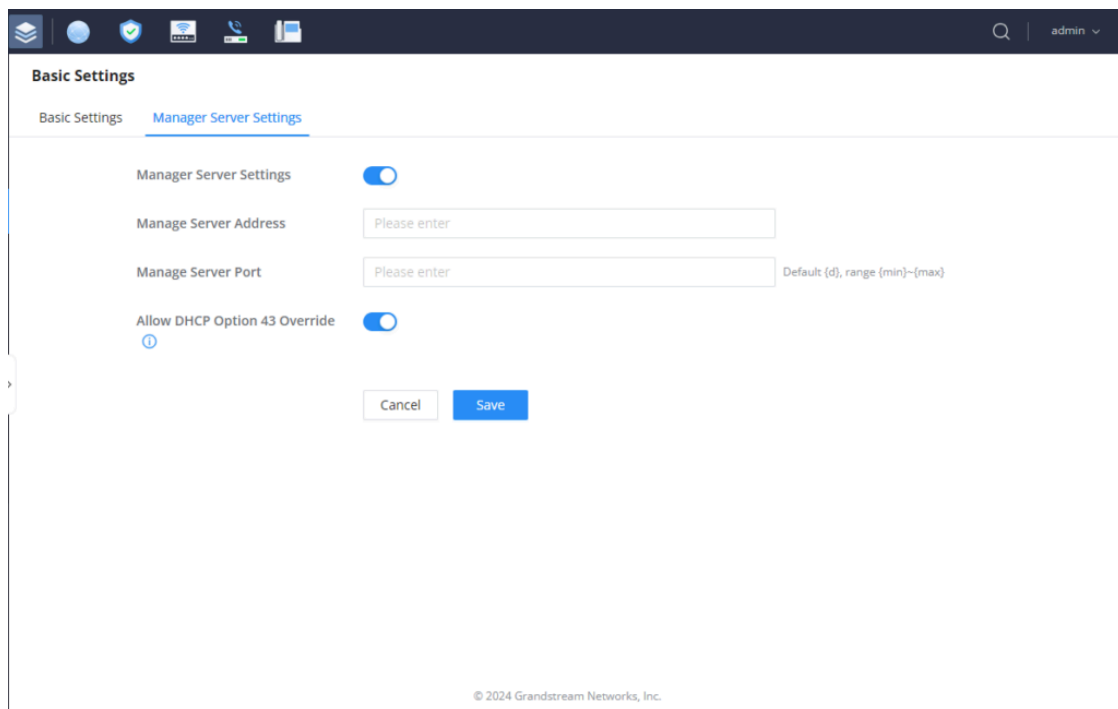 admin
Basic Settings
Basic Settings Manager Server Settings
Manager Server Settings
Manage Server Address Please enter
Manage Server Port Please enter Default {d}, range {min}~{max}
Allow DHCP Option 43 Override
Cancel Save
© 2024 Grandstream Networks, Inc.